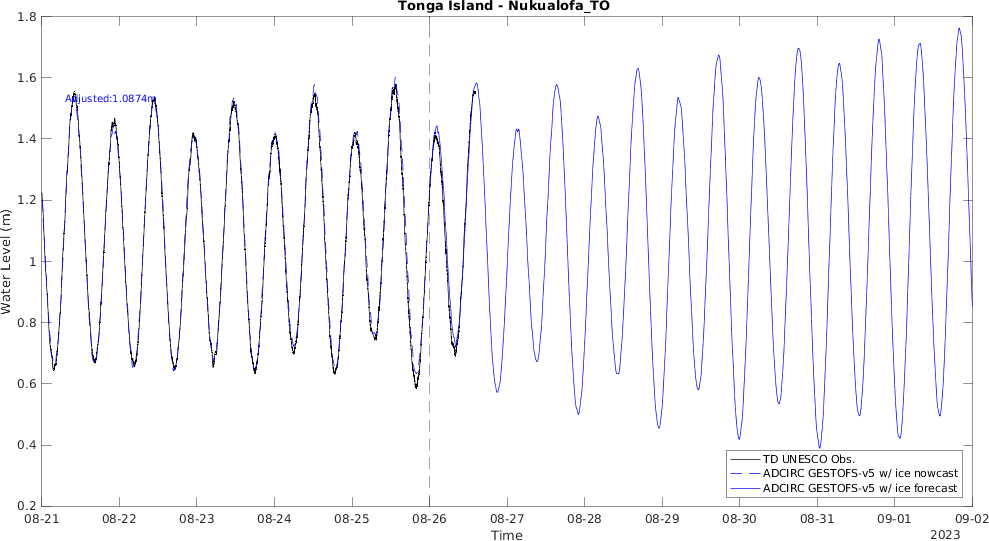 Tonga Island - Nukualofa_TO
1.8
1.6
1.4
1.2
1
0.8
0.6
0.4
0.2
Water Level (m)
Adjusted:1.0874m
TD UNESCO Obs.
ADCIRC GESTOFS-v5 w/ ice nowcast
ADCIRC GESTOFS-v5 w/ ice forecast
08-21 08-22 08-23 08-24 08-25 08-26 08-27 08-28 08-29 08-30 08-31 09-01 09-02
Time
2023